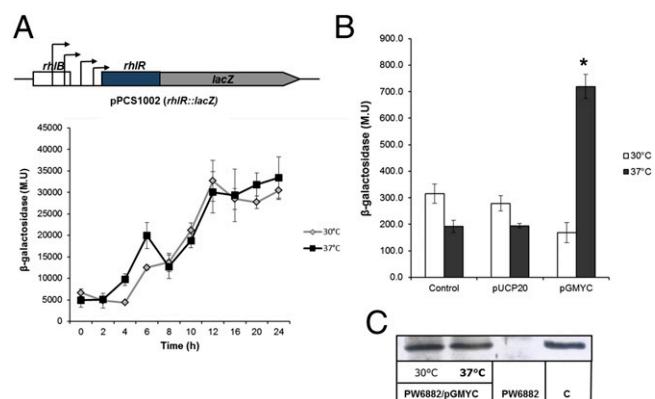 A
rhlB
rhlR
lacZ
pPCS1002 (rhlR::lacZ)
β-galactosidase (M.U)
45000
40000
35000
30000
25000
20000
15000
10000
5000
0
0 2 4 6 8 10 12 16 20 24
Time (h)
30°C
37°C
B
β-galactosidase (M.U)
900.0
800.0
700.0
600.0
500.0
400.0
300.0
200.0
100.0
0.0
*
Control pUCP20 pGMYC
30°C
37°C
C
30°C 37°C
PW6882/pGMYC PW6882 C